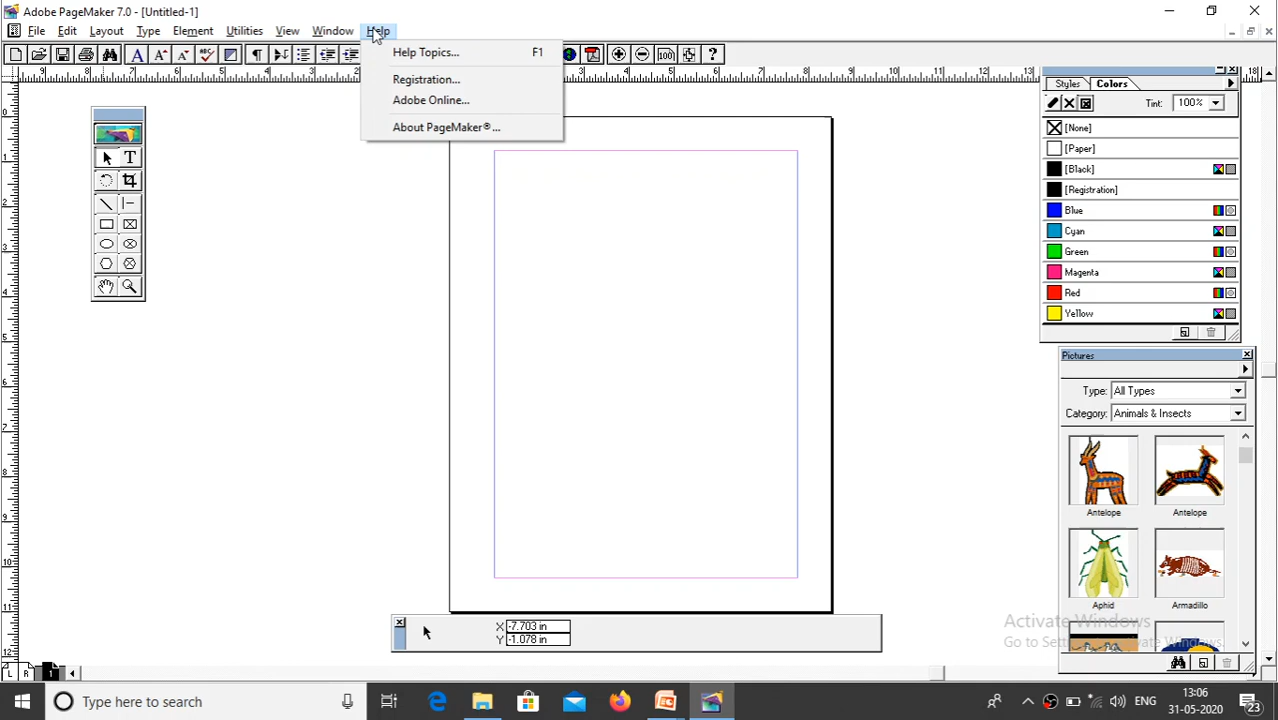 Adobe PageMaker 7.0 - [Untitled-1]
File Edit Layout Type Element Utilities View Window Help
Help Topics... F1
Registration...
Adobe Online...
About PageMaker®...
Styles Colors
Tint: 100%
[None]
[Paper]
[Black]
[Registration]
Blue
Cyan
Green
Magenta
Red
Yellow
Pictures
Type: All Types
Category: Animals & Insects
Antelope Antelope
Aphid Armadillo
X -7.703 in
Y -1.078 in
L R 1
Type here to search
ENG
13:06
31-05-2020
23